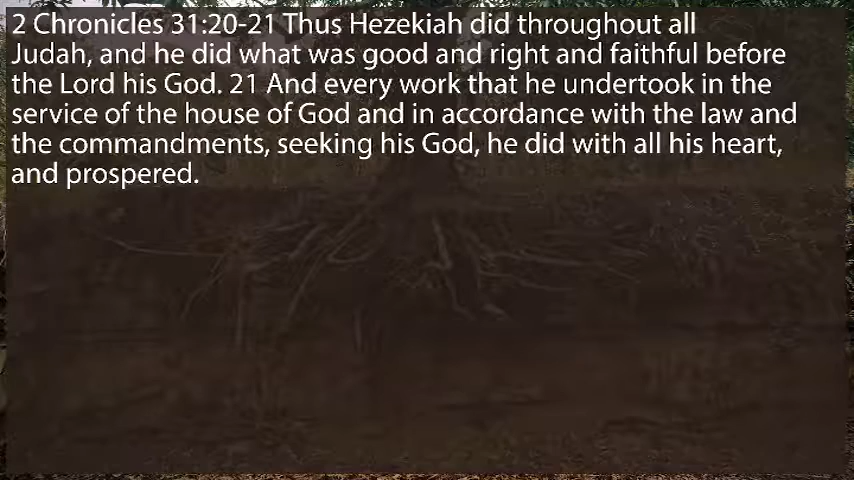 2 Chronicles 31:20-21 Thus Hezekiah did throughout all
Judah, and he did what was good and right and faithful before
the Lord his God. 21 And every work that he undertook in the
service of the house of God and in accordance with the law and
the commandments, seeking his God, he did with all his heart,
and prospered.